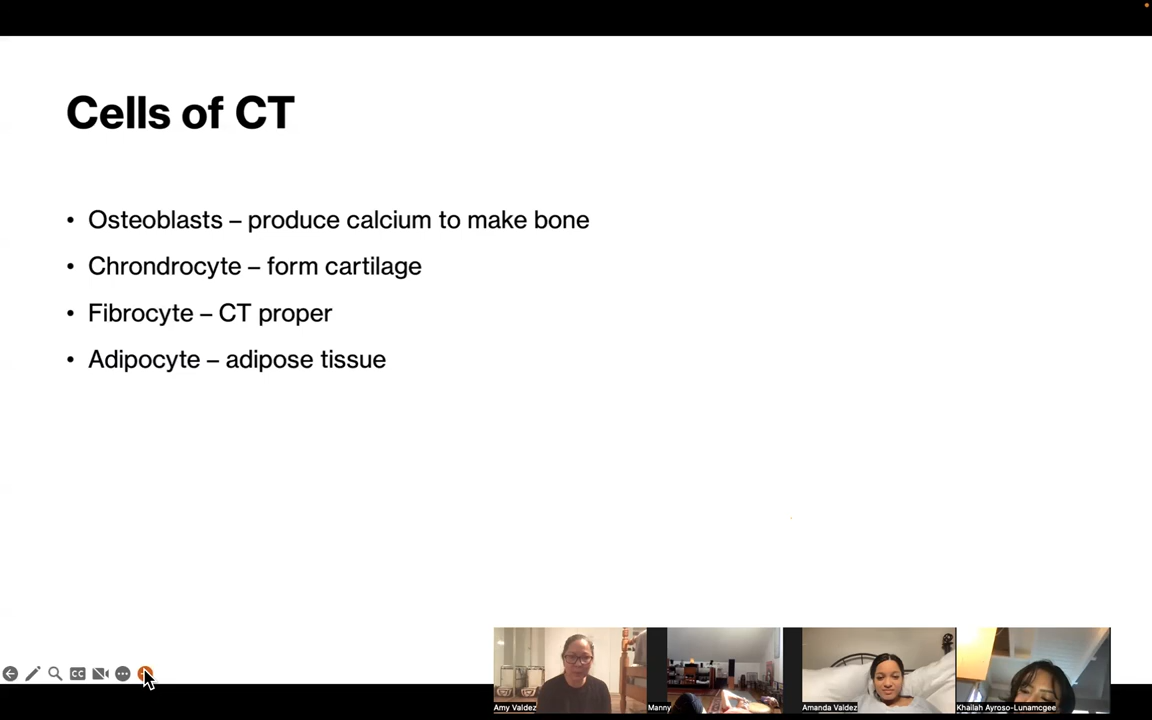 Cells of CT
• Osteoblasts – produce calcium to make bone
• Chrondrocyte – form cartilage
• Fibrocyte – CT proper
• Adipocyte – adipose tissue
CC
Amy Valdez
Manny
Amanda Valdez
Khailah Ayroso-Lunamcgee